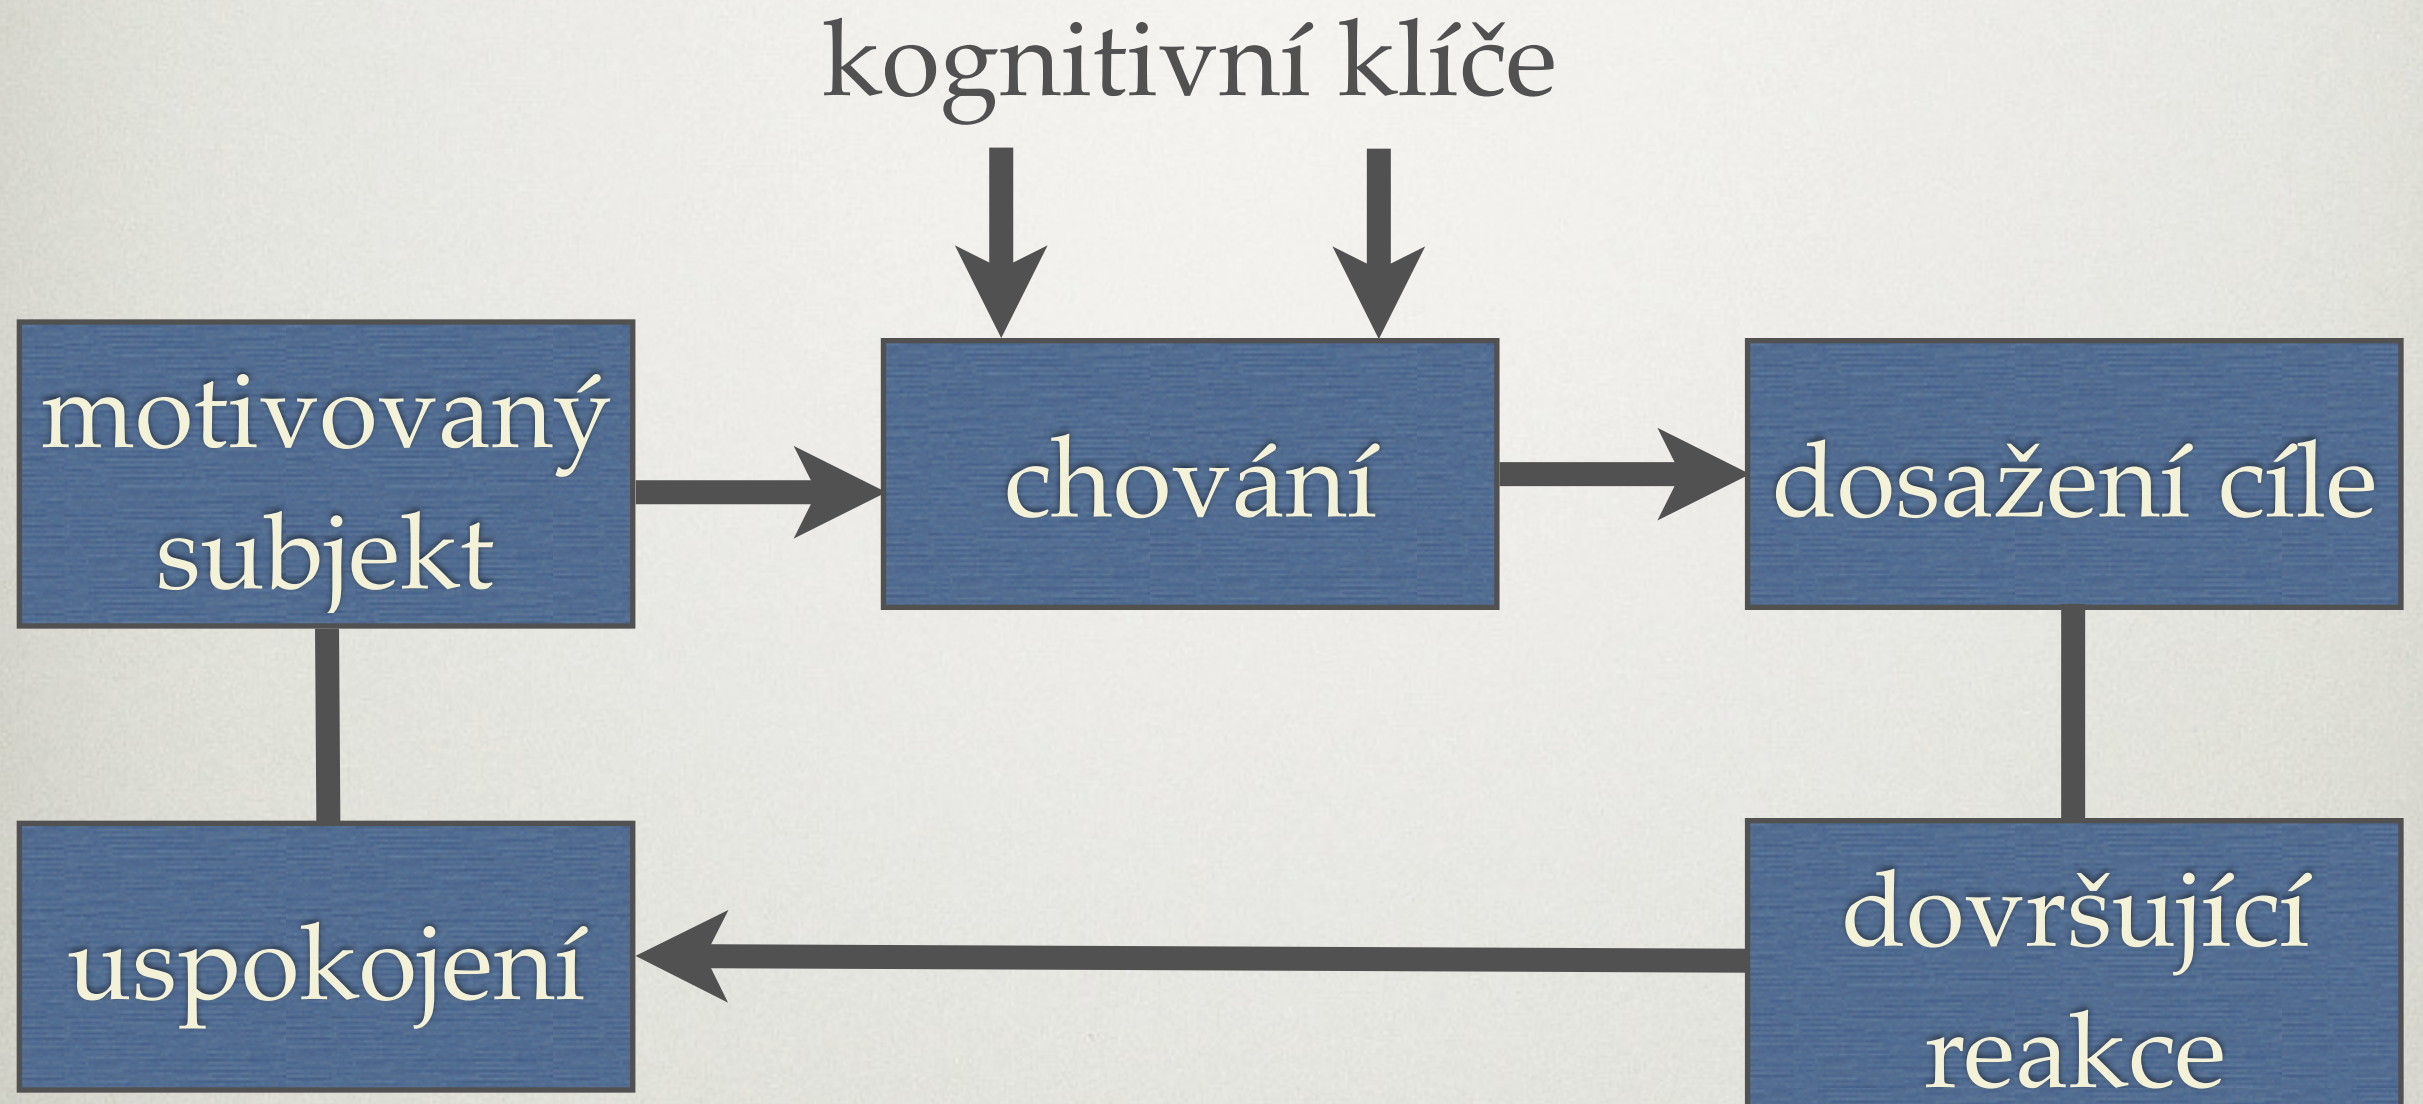 kognitivní klíče
motivovaný
subjekt
chování
dosažení cíle
uspokojení
dovršující
reakce